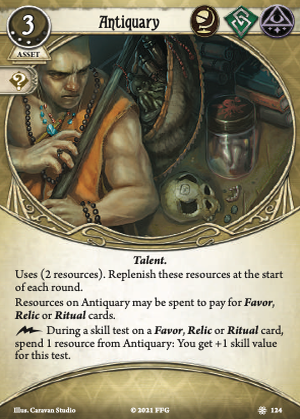 3
Antiquary
ASSET
?
Talent.
Uses (2 resources). Replenish these resources at the start
of each round.
Resources on Antiquary may be spent to pay for Favor,
Relic or Ritual cards.
During a skill test on a Favor, Relic or Ritual card,
spend 1 resource from Antiquary: You get +1 skill value
for this test.
Illus. Caravan Studio
© 2021 FFG
124